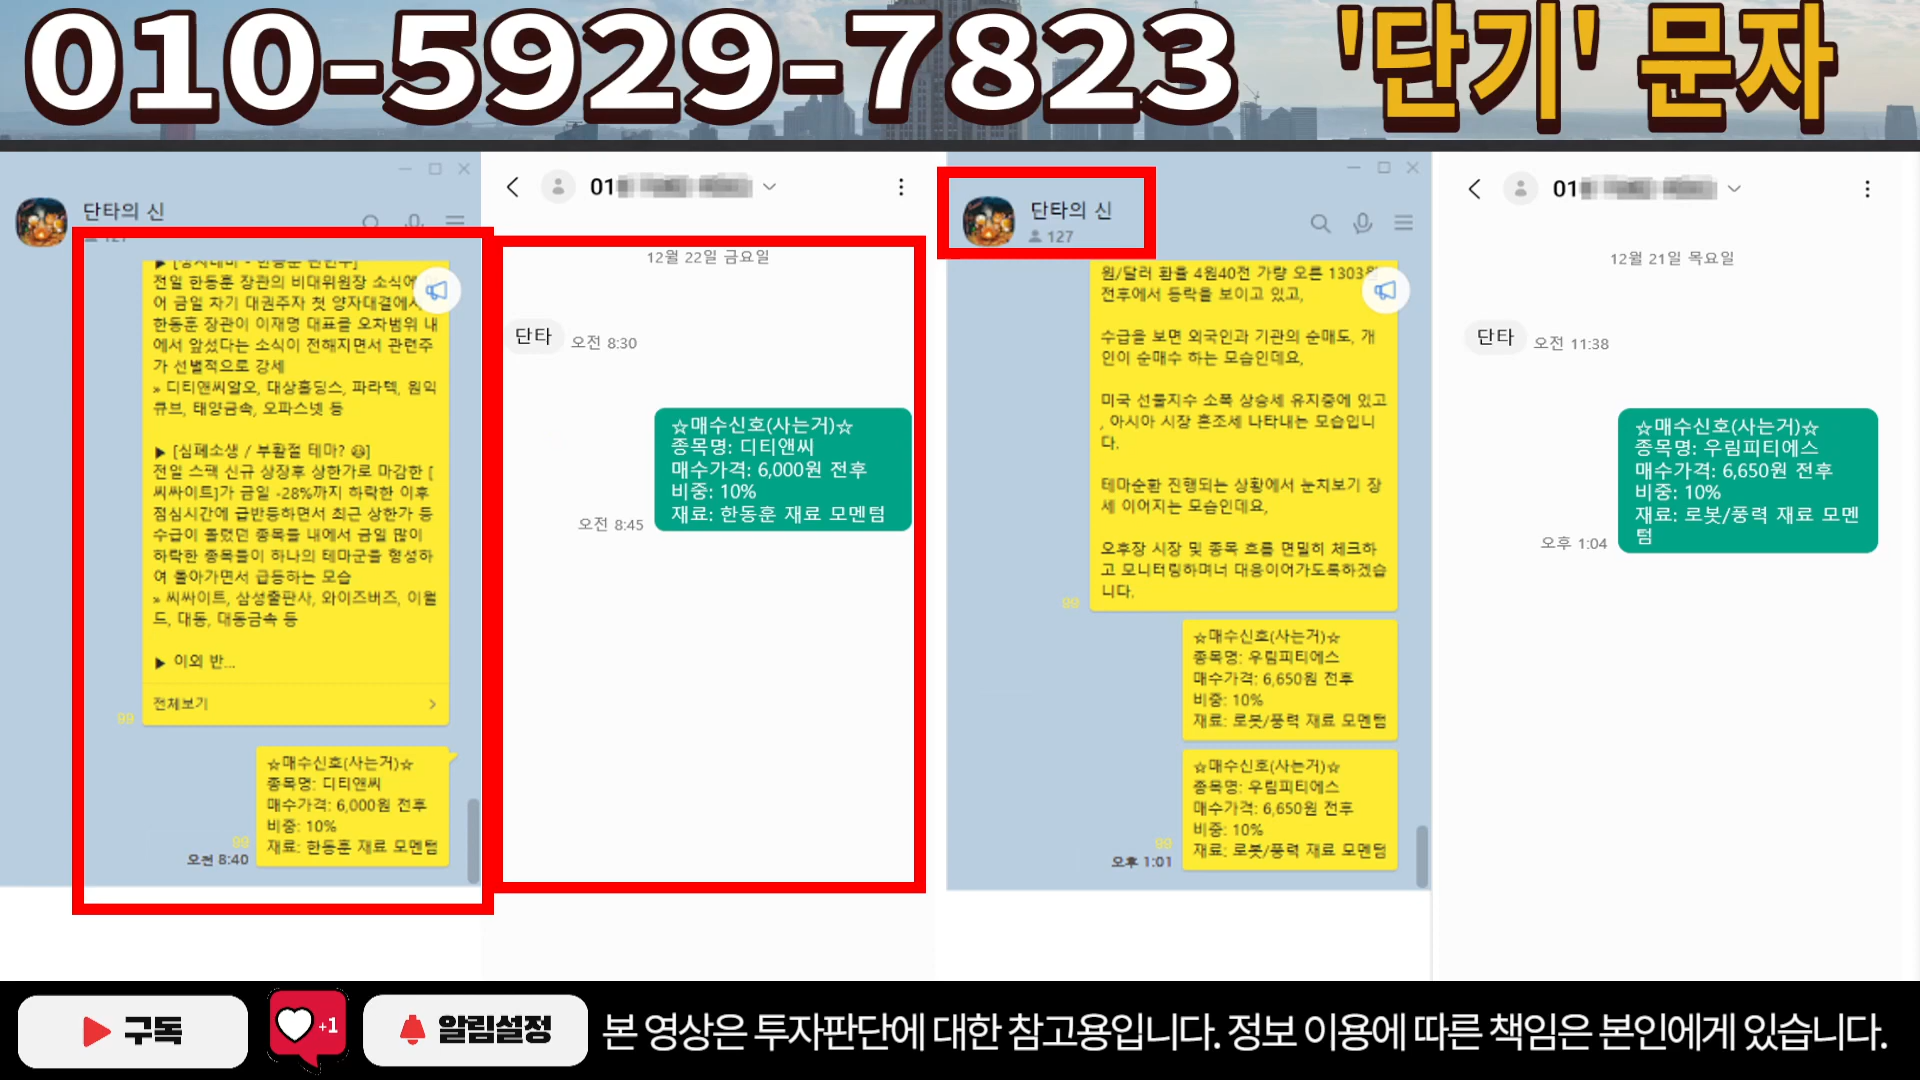 010-5929-7823 '단기' 문자
단타의 신
127
전일 한동훈 장관의 비대위원장 소식에
어 금일 차기 대권주자 첫 양자대결에서
한동훈 장관이 이재명 대표를 오차범위 내
에서 앞섰다는 소식이 전해지면서 관련주
가 선별적으로 강세
» 디티앤씨알오, 대상홀딩스, 파라텍, 원익
큐브, 태양금속, 오파스넷 등
▶ [심폐소생 / 부활절 테마? 😂]
전일 스팩 신규 상장후 상한가로 마감한 [
씨싸이트]가 금일 -28%까지 하락한 이후
점심시간에 급반등하면서 최근 상한가 등
수급이 몰렸던 종목들 내에서 금일 많이
하락한 종목들이 하나의 테마군을 형성하
여 돌아가면서 급등하는 모습
» 씨싸이트, 삼성출판사, 와이즈버즈, 이월
드, 대동, 대동금속 등
▶ 이외 반...
전체보기
99
☆매수신호(사는거)☆
종목명: 디티앤씨
매수가격: 6,000원 전후
비중: 10%
재료: 한동훈 재료 모멘텀
99
오전 8:40
01
12월 22일 금요일
단타
오전 8:30
☆매수신호(사는거)☆
종목명: 디티앤씨
매수가격: 6,000원 전후
비중: 10%
재료: 한동훈 재료 모멘텀
오전 8:45
단타의 신
127
원/달러 환율 4원40전 가량 오른 1303원
전후에서 등락을 보이고 있고,
수급을 보면 외국인과 기관의 순매도, 개
인이 순매수 하는 모습인데요,
미국 선물지수 소폭 상승세 유지중에 있고
, 아시아 시장 혼조세 나타내는 모습입니
다.
테마순환 진행되는 상황에서 눈치보기 장
세 이어지는 모습인데요,
오후장 시장 및 종목 흐름 면밀히 체크하
고 모니터링하며너 대응이어가도록하겠습
니다.
99
☆매수신호(사는거)☆
종목명: 우림피티에스
매수가격: 6,650원 전후
비중: 10%
재료: 로봇/풍력 재료 모멘텀
☆매수신호(사는거)☆
종목명: 우림피티에스
매수가격: 6,650원 전후
비중: 10%
재료: 로봇/풍력 재료 모멘텀
99
오후 1:01
01
12월 21일 목요일
단타
오전 11:38
☆매수신호(사는거)☆
종목명: 우림피티에스
매수가격: 6,650원 전후
비중: 10%
재료: 로봇/풍력 재료 모멘
텀
오후 1:04
구독
+1
알림설정
본 영상은 투자판단에 대한 참고용입니다. 정보 이용에 따른 책임은 본인에게 있습니다.